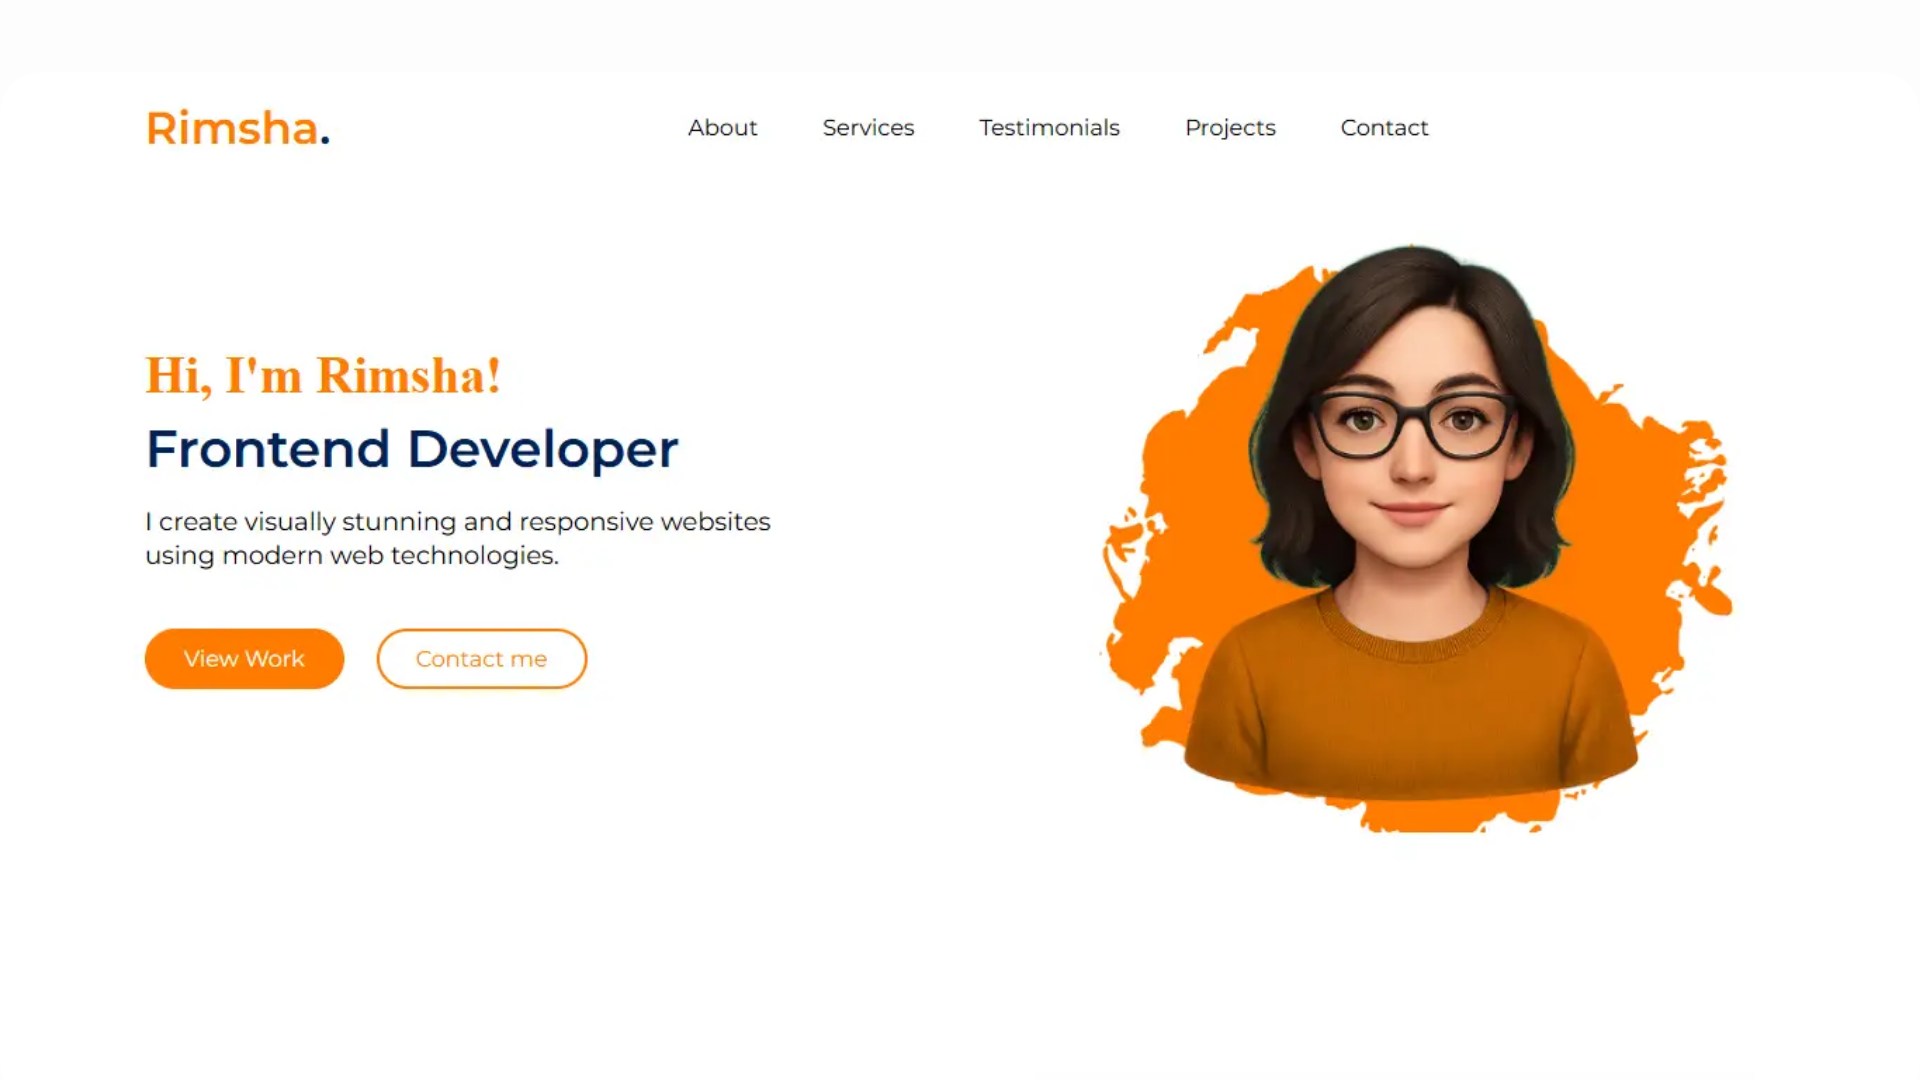 Rimsha.
About Services Testimonials Projects Contact
Hi, I'm Rimsha!
Frontend Developer
I create visually stunning and responsive websites
using modern web technologies.
View Work
Contact me